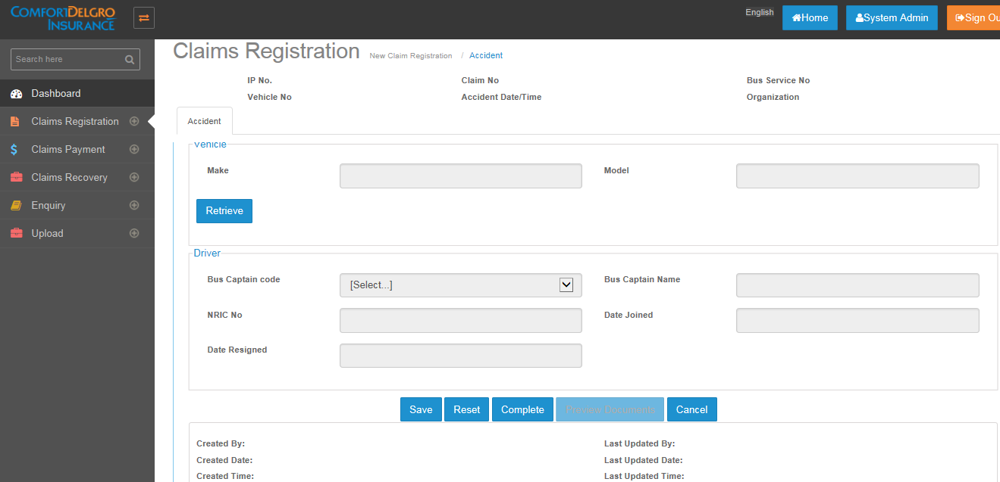 COMFORTDELGRO
INSURANCE
English
Home
System Admin
Sign Ou
Search here
Claims Registration
New Claim Registration / Accident
IP No.
Claim No
Bus Service No
Vehicle No
Accident Date/Time
Organization
Dashboard
Claims Registration
Claims Payment
Claims Recovery
Enquiry
Upload
Accident
Vehicle
Make
Model
Retrieve
Driver
Bus Captain code
[Select...]
Bus Captain Name
NRIC No
Date Joined
Date Resigned
Save
Reset
Complete
Preview Documents
Cancel
Created By:
Last Updated By:
Created Date:
Last Updated Date:
Created Time:
Last Updated Time: